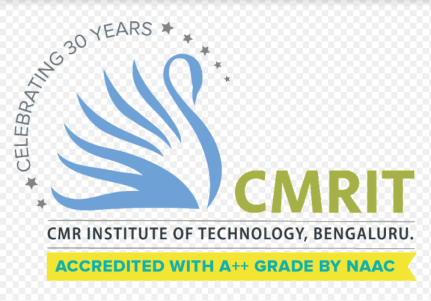 CELEBRATING 30 YEARS
CMRIT
CMR INSTITUTE OF TECHNOLOGY, BENGALURU.
ACCREDITED WITH A++ GRADE BY NAAC